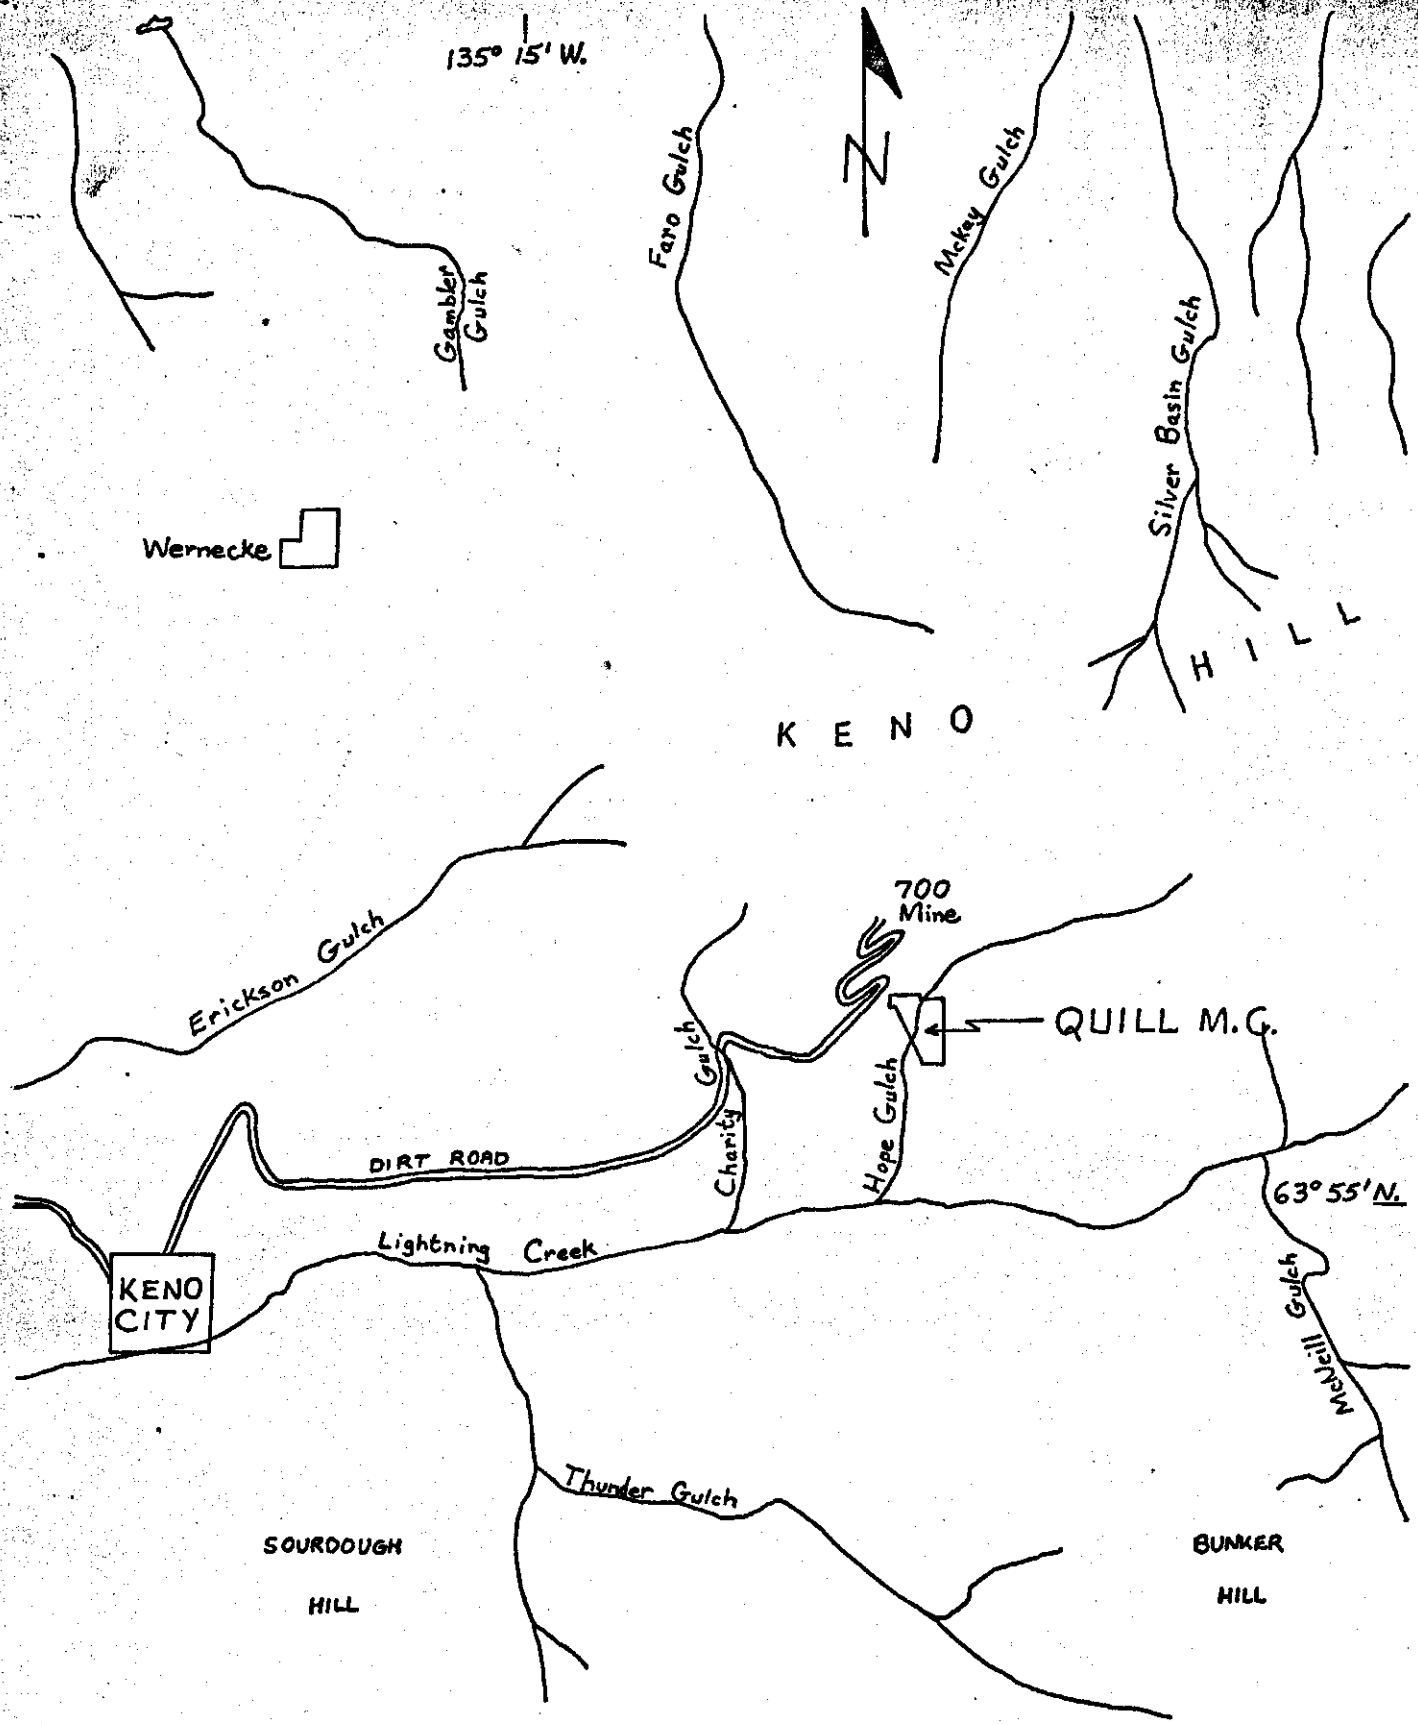 135° 15' W.
N
Faro Gulch
McKay Gulch
Gambler
Gulch
Silver Basin Gulch
Wernecke
KENO HILL
700
Mine
Erickson Gulch
QUILL M.C.
Charity Gulch
Hope Gulch
DIRT ROAD
63° 55' N.
Lightning Creek
KENO
CITY
McNeill Gulch
Thunder Gulch
SOURDOUGH
HILL
BUNKER
HILL